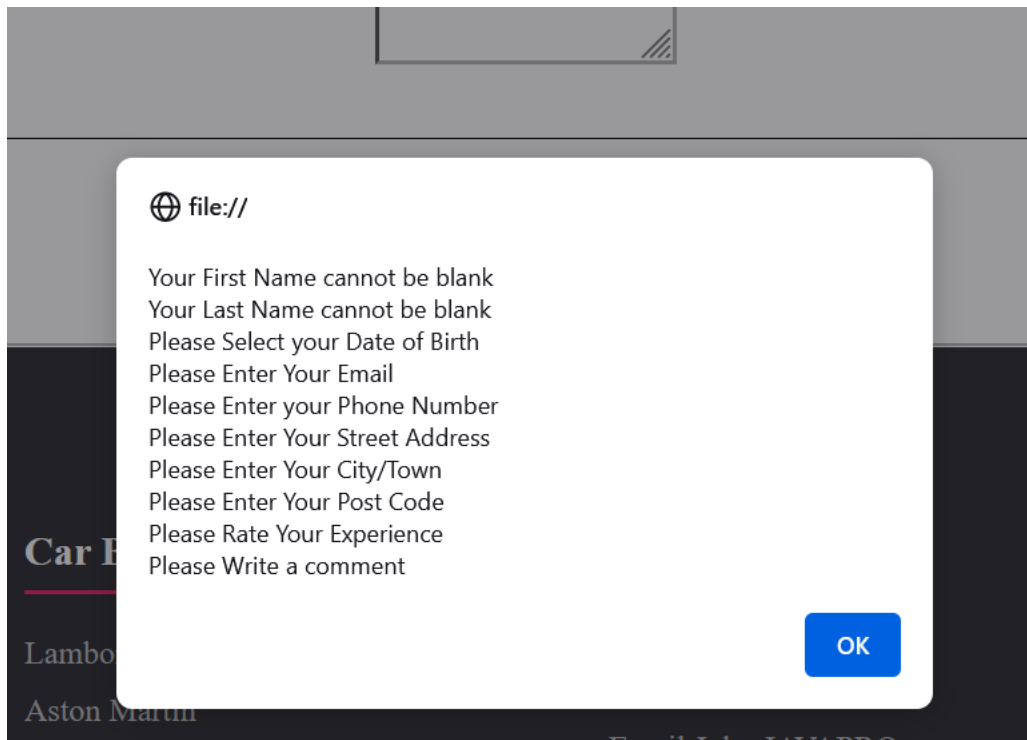 file://
Your First Name cannot be blank
Your Last Name cannot be blank
Please Select your Date of Birth
Please Enter Your Email
Please Enter your Phone Number
Please Enter Your Street Address
Please Enter Your City/Town
Please Enter Your Post Code
Please Rate Your Experience
Please Write a comment
OK
Car
Aston Martin